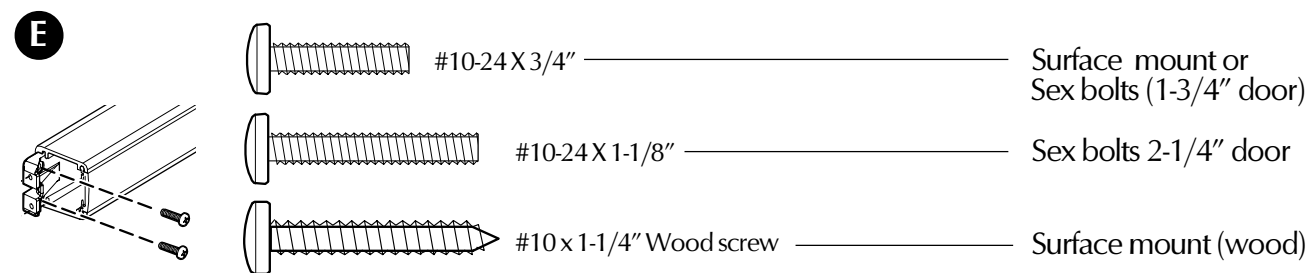 E
#10-24 X 3/4" Surface mount or
Sex bolts (1-3/4" door)
#10-24 X 1-1/8" Sex bolts 2-1/4" door
#10 x 1-1/4" Wood screw Surface mount (wood)